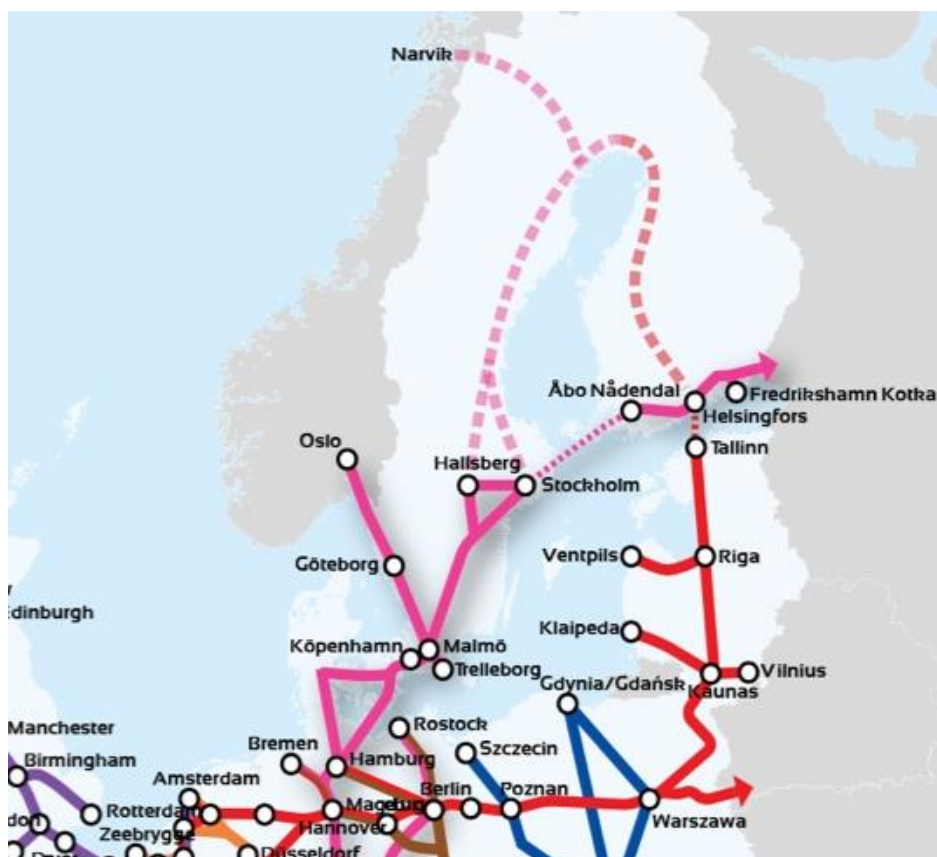 Narvik
Åbo Nådendal
Fredrikshamn Kotka
Helsingfors
Oslo
Tallinn
Hallsberg
Stockholm
Ventpils
Riga
Göteborg
Edinburgh
Klaipeda
Köpenhamn
Malmö
Trelleborg
Vilnius
Gdynia/Gdańsk
Kaunas
Rostock
Manchester
Bremen
Szczecin
Birmingham
Hamburg
Amsterdam
Berlin
Poznan
Rotterdam
Warszawa
Zeebrygge
Hannover
Düsseldorf